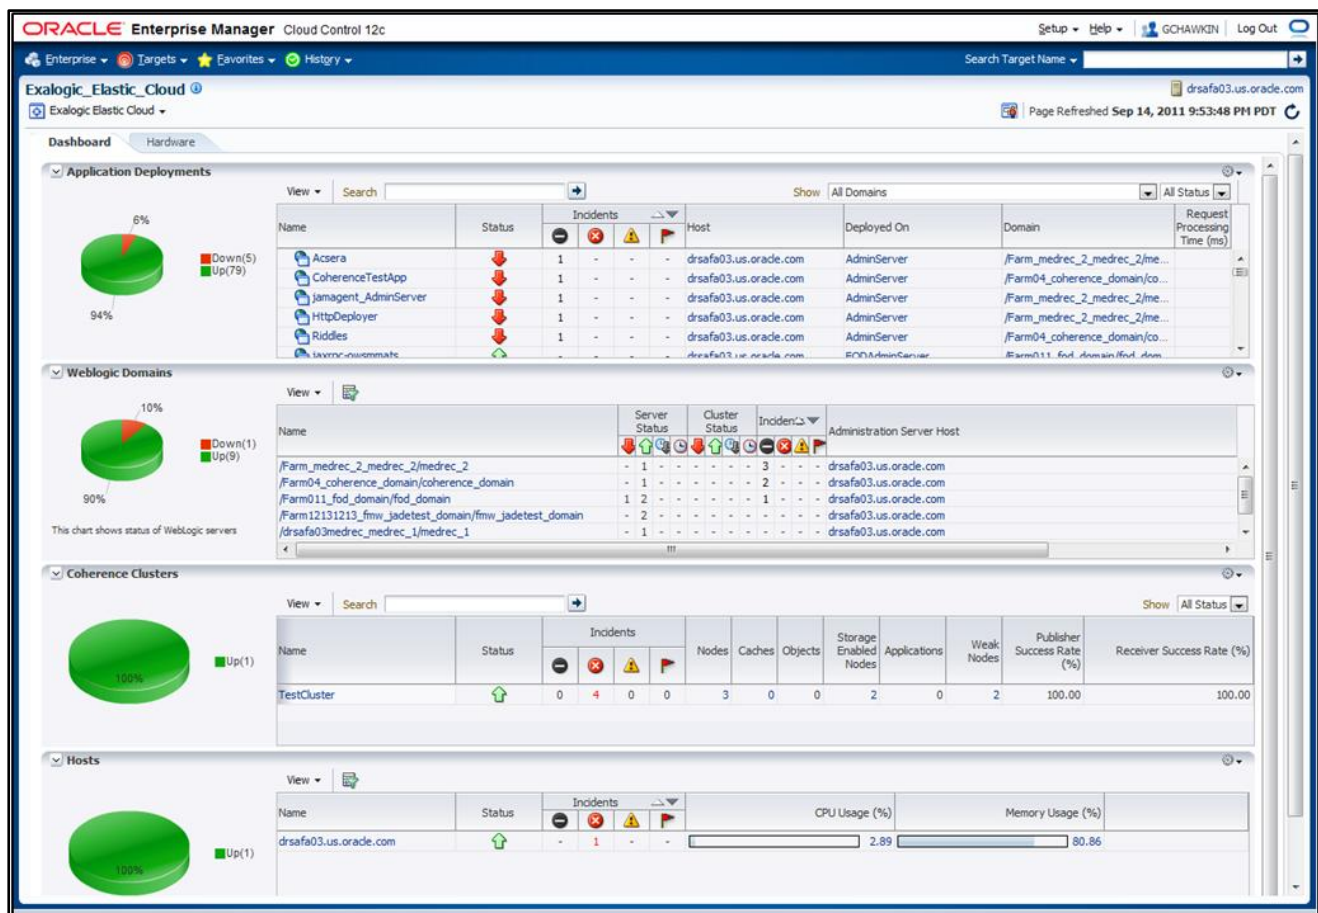 ORACLE Enterprise Manager Cloud Control 12c
Setup Help GCHAWKIN Log Out
Enterprise Targets Favorites History Search Target Name
Exalogic_Elastic_Cloud drsafa03.us.oracle.com
Exalogic Elastic Cloud Page Refreshed Sep 14, 2011 9:53:48 PM PDT
Dashboard Hardware
Application Deployments
View Search Show All Domains All Status
6%
94%
Down(5)
Up(79)
Name Status Incidents Host Deployed On Domain Request Processing Time (ms)
Acsera 1 - - - drsafa03.us.oracle.com AdminServer /Farm_medrec_2_medrec_2/me...
CoherenceTestApp 1 - - - drsafa03.us.oracle.com AdminServer /Farm04_coherence_domain/co...
jamagent_AdminServer 1 - - - drsafa03.us.oracle.com AdminServer /Farm_medrec_2_medrec_2/me...
HttpDeployer 1 - - - drsafa03.us.oracle.com AdminServer /Farm_medrec_2_medrec_2/me...
Riddles 1 - - - drsafa03.us.oracle.com AdminServer /Farm04_coherence_domain/co...
jaxrpc-owsmmats - - - - drsafa03.us.oracle.com FODAdminServer /Farm011_fod_domain/fod_dom
Weblogic Domains
View
10%
90%
Down(1)
Up(9)
This chart shows status of WebLogic servers
Name Server Status Cluster Status Incidents Administration Server Host
/Farm_medrec_2_medrec_2/medrec_2 - 1 - - - - - - 3 - - - drsafa03.us.oracle.com
/Farm04_coherence_domain/coherence_domain - 1 - - - - - - 2 - - - drsafa03.us.oracle.com
/Farm011_fod_domain/fod_domain 1 2 - - - - - - 1 - - - drsafa03.us.oracle.com
/Farm12131213_fmw_jadetest_domain/fmw_jadetest_domain - 2 - - - - - - - - - - drsafa03.us.oracle.com
/drsafa03medrec_medrec_1/medrec_1 - 1 - - - - - - - - - - drsafa03.us.oracle.com
Coherence Clusters
View Search Show All Status
100%
Up(1)
Name Status Incidents Nodes Caches Objects Storage Enabled Nodes Applications Weak Nodes Publisher Success Rate (%) Receiver Success Rate (%)
TestCluster 0 4 0 0 3 0 0 2 0 2 100.00 100.00
Hosts
View
100%
Up(1)
Name Status Incidents CPU Usage (%) Memory Usage (%)
drsafa03.us.oracle.com - 1 - - 2.89 80.86